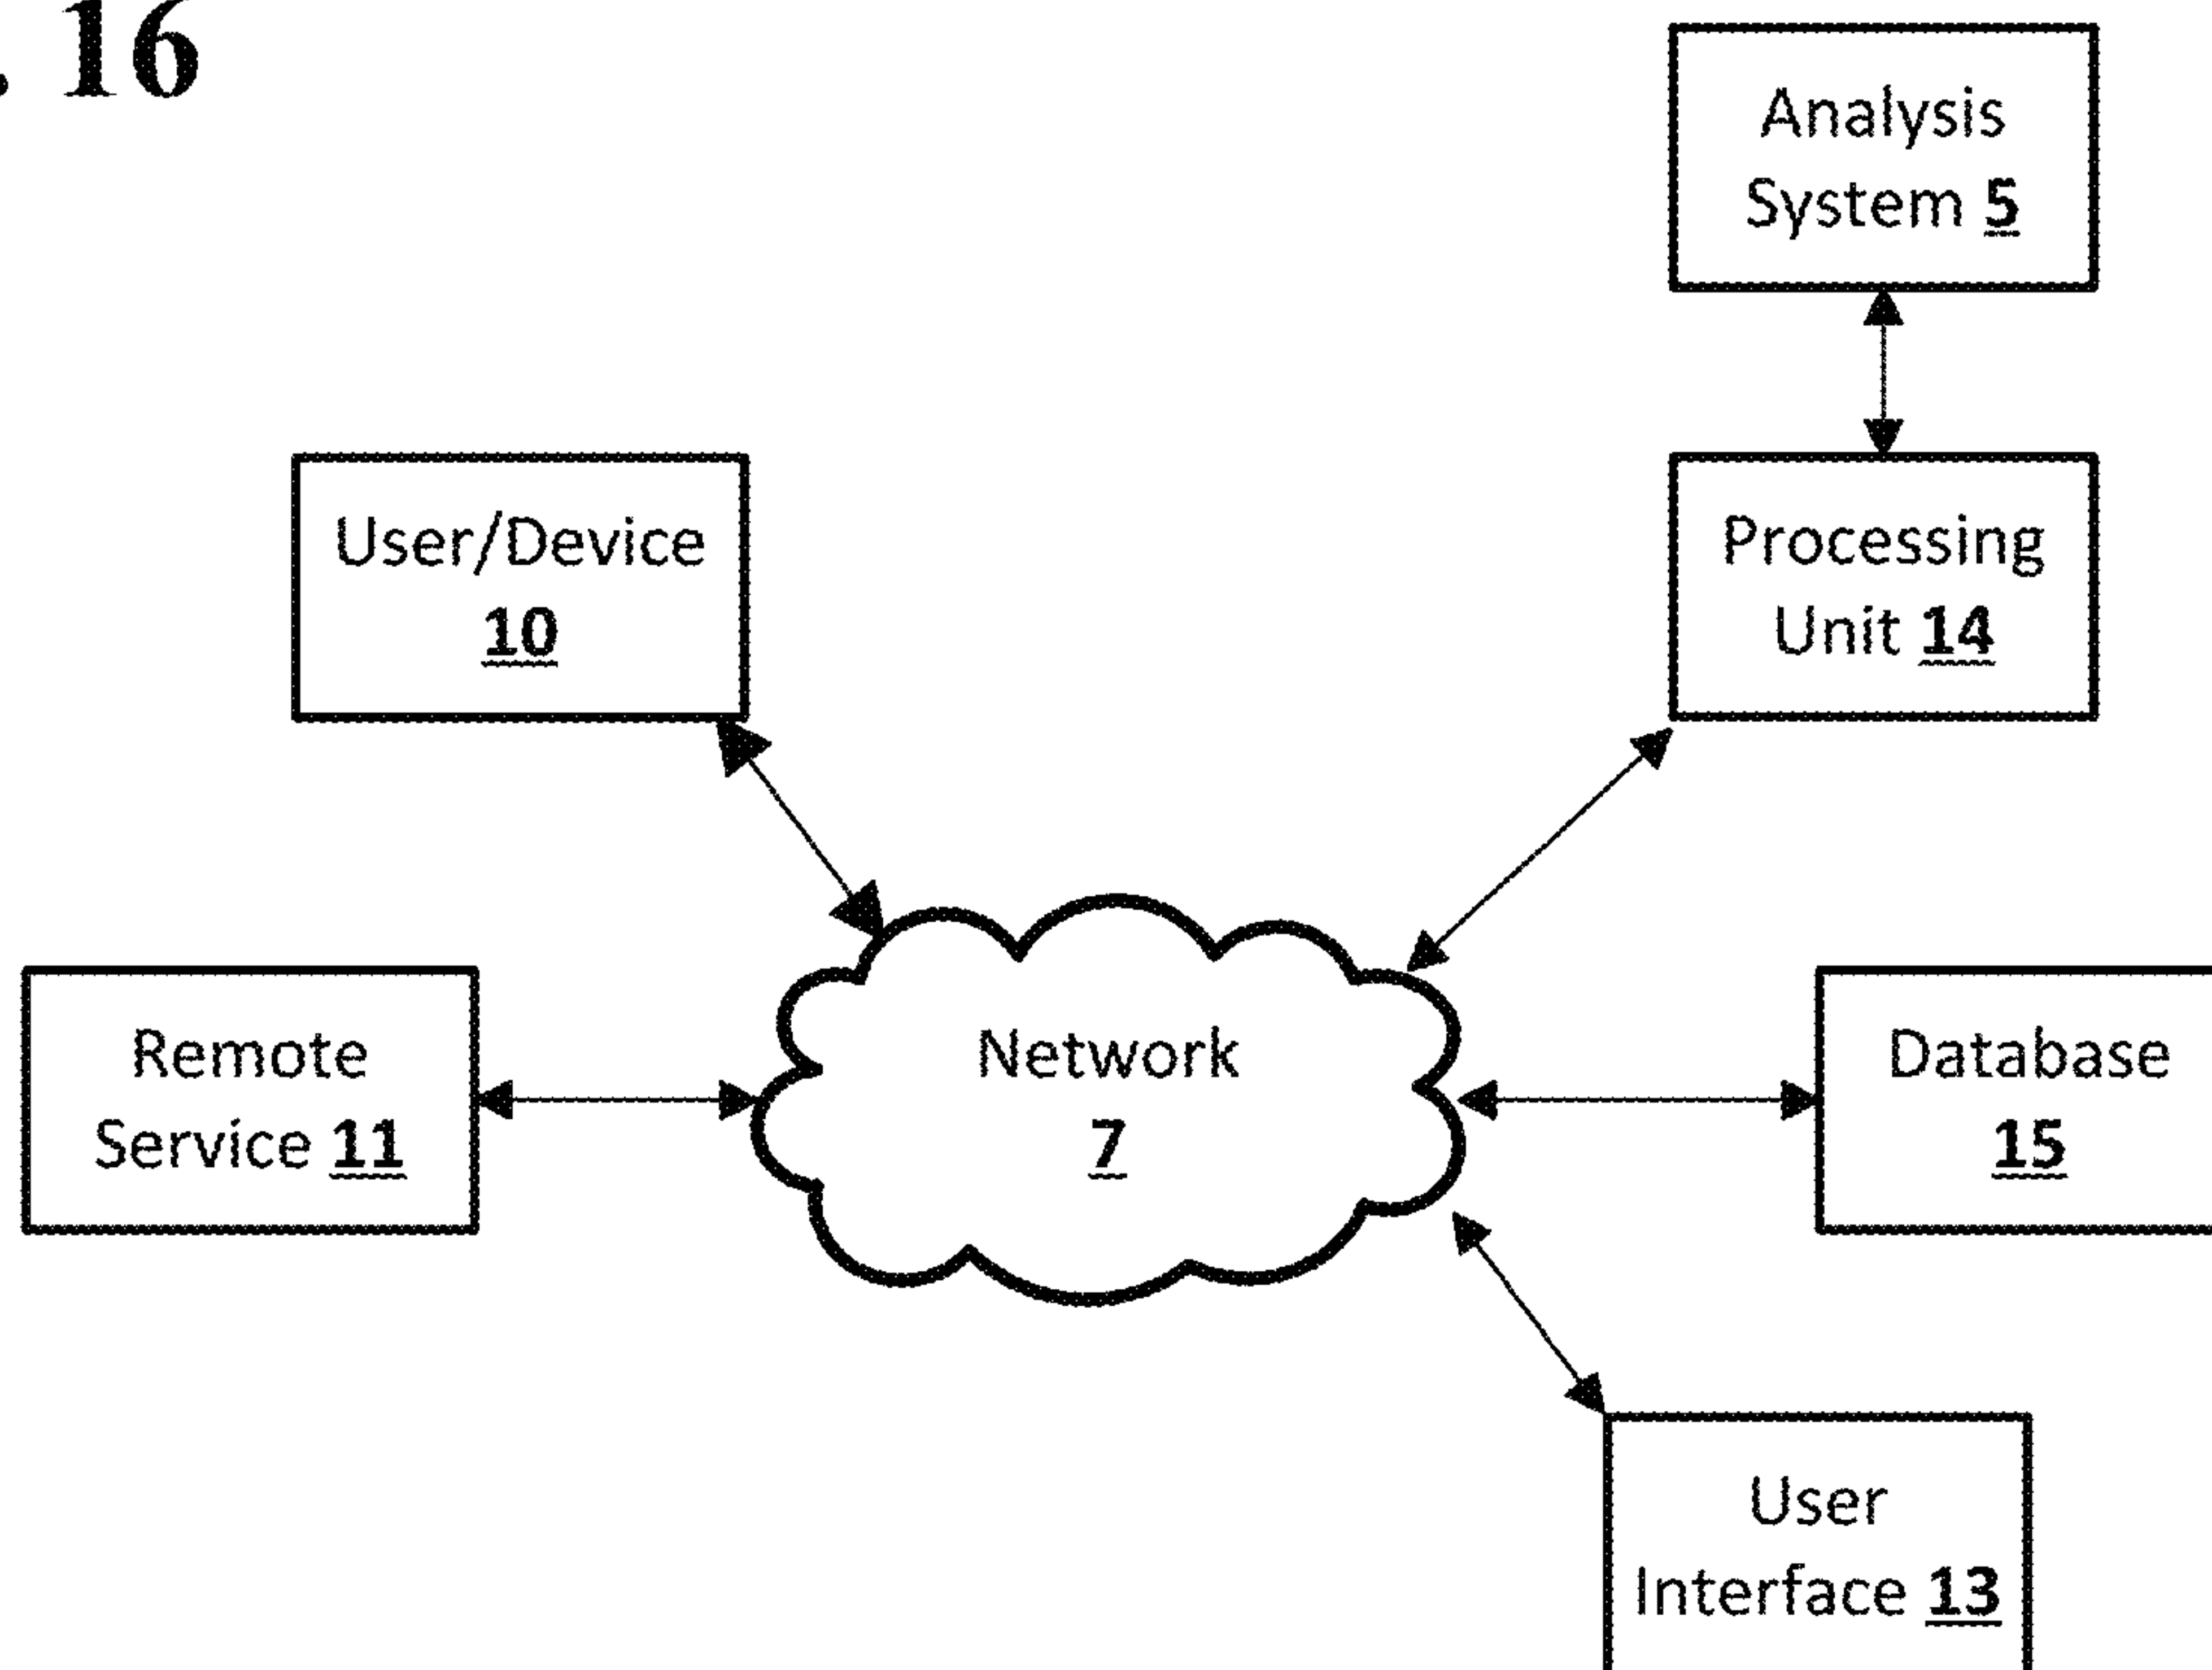 . 16
Analysis
System 5
User/Device
10
Processing
Unit 14
Remote
Service 11
Network
7
Database
15
User
Interface 13